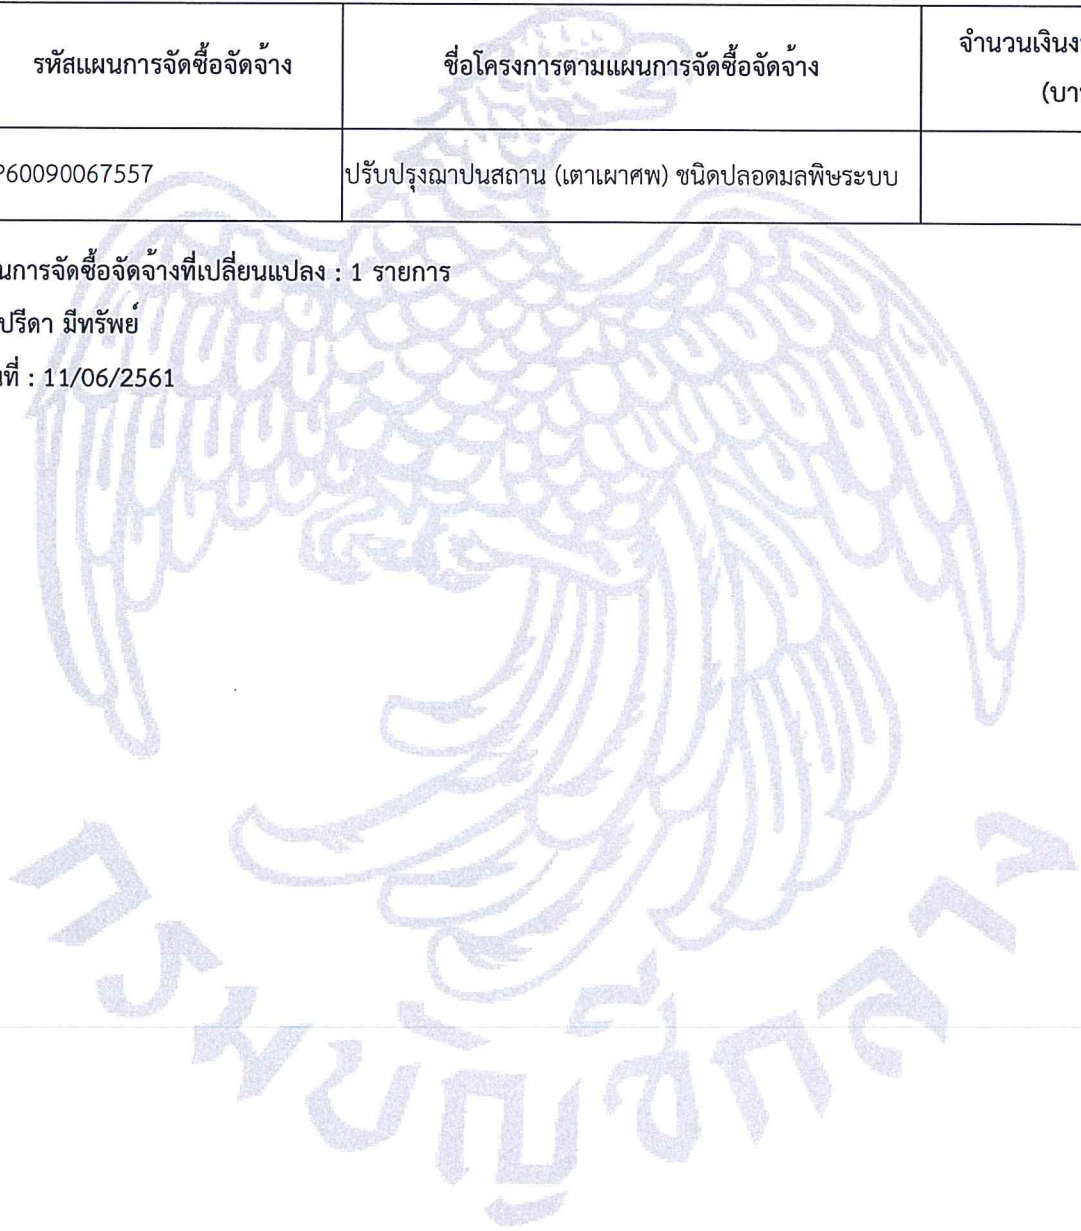 รหัสแผนการจัดซื้อจัดจ้าง ชื่อโครงการตามแผนการจัดซื้อจัดจ้าง จำนวนเงินง
(บา
P60090067557 ปรับปรุงฌาปนสถาน (เตาเผาศพ) ชนิดปลอดมลพิษระบบ
นการจัดซื้อจัดจ้างที่เปลี่ยนแปลง : 1 รายการ
ปรีดา มีทรัพย์
ที่ : 11/06/2561
กรมบัญชีกลาง